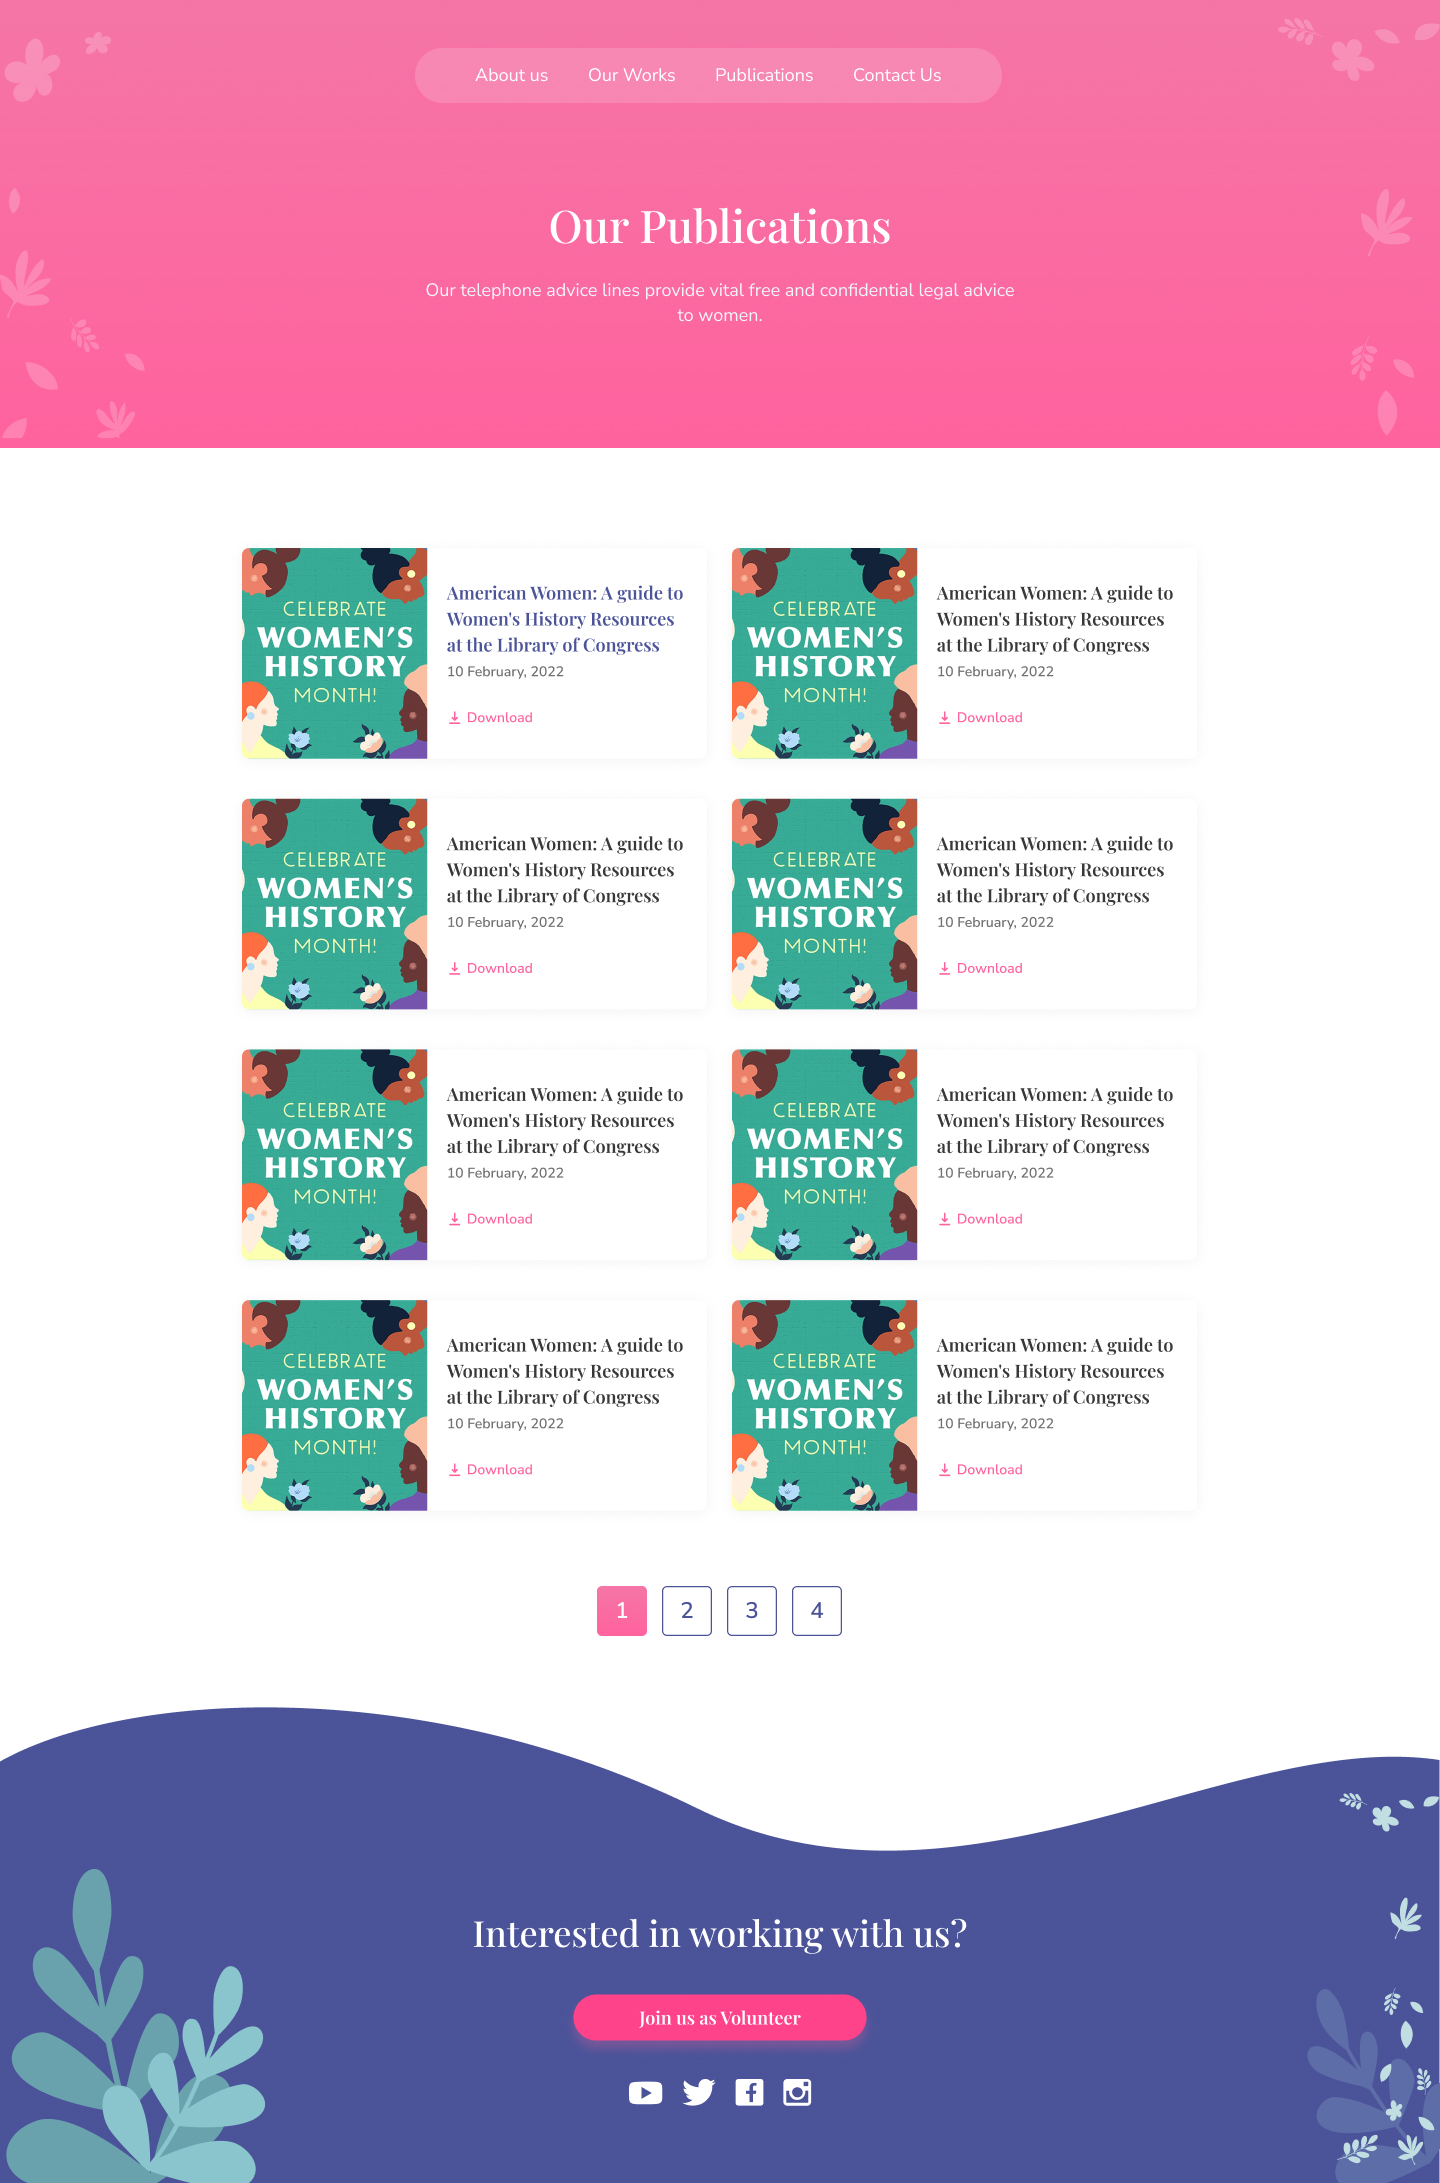 About us
Our Works
Publications
Contact Us
Our Publications
Our telephone advice lines provide vital free and confidential legal advice
to women.
CELEBRATE
WOMEN'S
HISTORY
MONTH!
American Women: A guide to
Women's History Resources
at the Library of Congress
10 February, 2022
Download
CELEBRATE
WOMEN'S
HISTORY
MONTH!
American Women: A guide to
Women's History Resources
at the Library of Congress
10 February, 2022
Download
CELEBRATE
WOMEN'S
HISTORY
MONTH!
American Women: A guide to
Women's History Resources
at the Library of Congress
10 February, 2022
Download
CELEBRATE
WOMEN'S
HISTORY
MONTH!
American Women: A guide to
Women's History Resources
at the Library of Congress
10 February, 2022
Download
CELEBRATE
WOMEN'S
HISTORY
MONTH!
American Women: A guide to
Women's History Resources
at the Library of Congress
10 February, 2022
Download
CELEBRATE
WOMEN'S
HISTORY
MONTH!
American Women: A guide to
Women's History Resources
at the Library of Congress
10 February, 2022
Download
CELEBRATE
WOMEN'S
HISTORY
MONTH!
American Women: A guide to
Women's History Resources
at the Library of Congress
10 February, 2022
Download
CELEBRATE
WOMEN'S
HISTORY
MONTH!
American Women: A guide to
Women's History Resources
at the Library of Congress
10 February, 2022
Download
1
2
3
4
Interested in working with us?
Join us as Volunteer